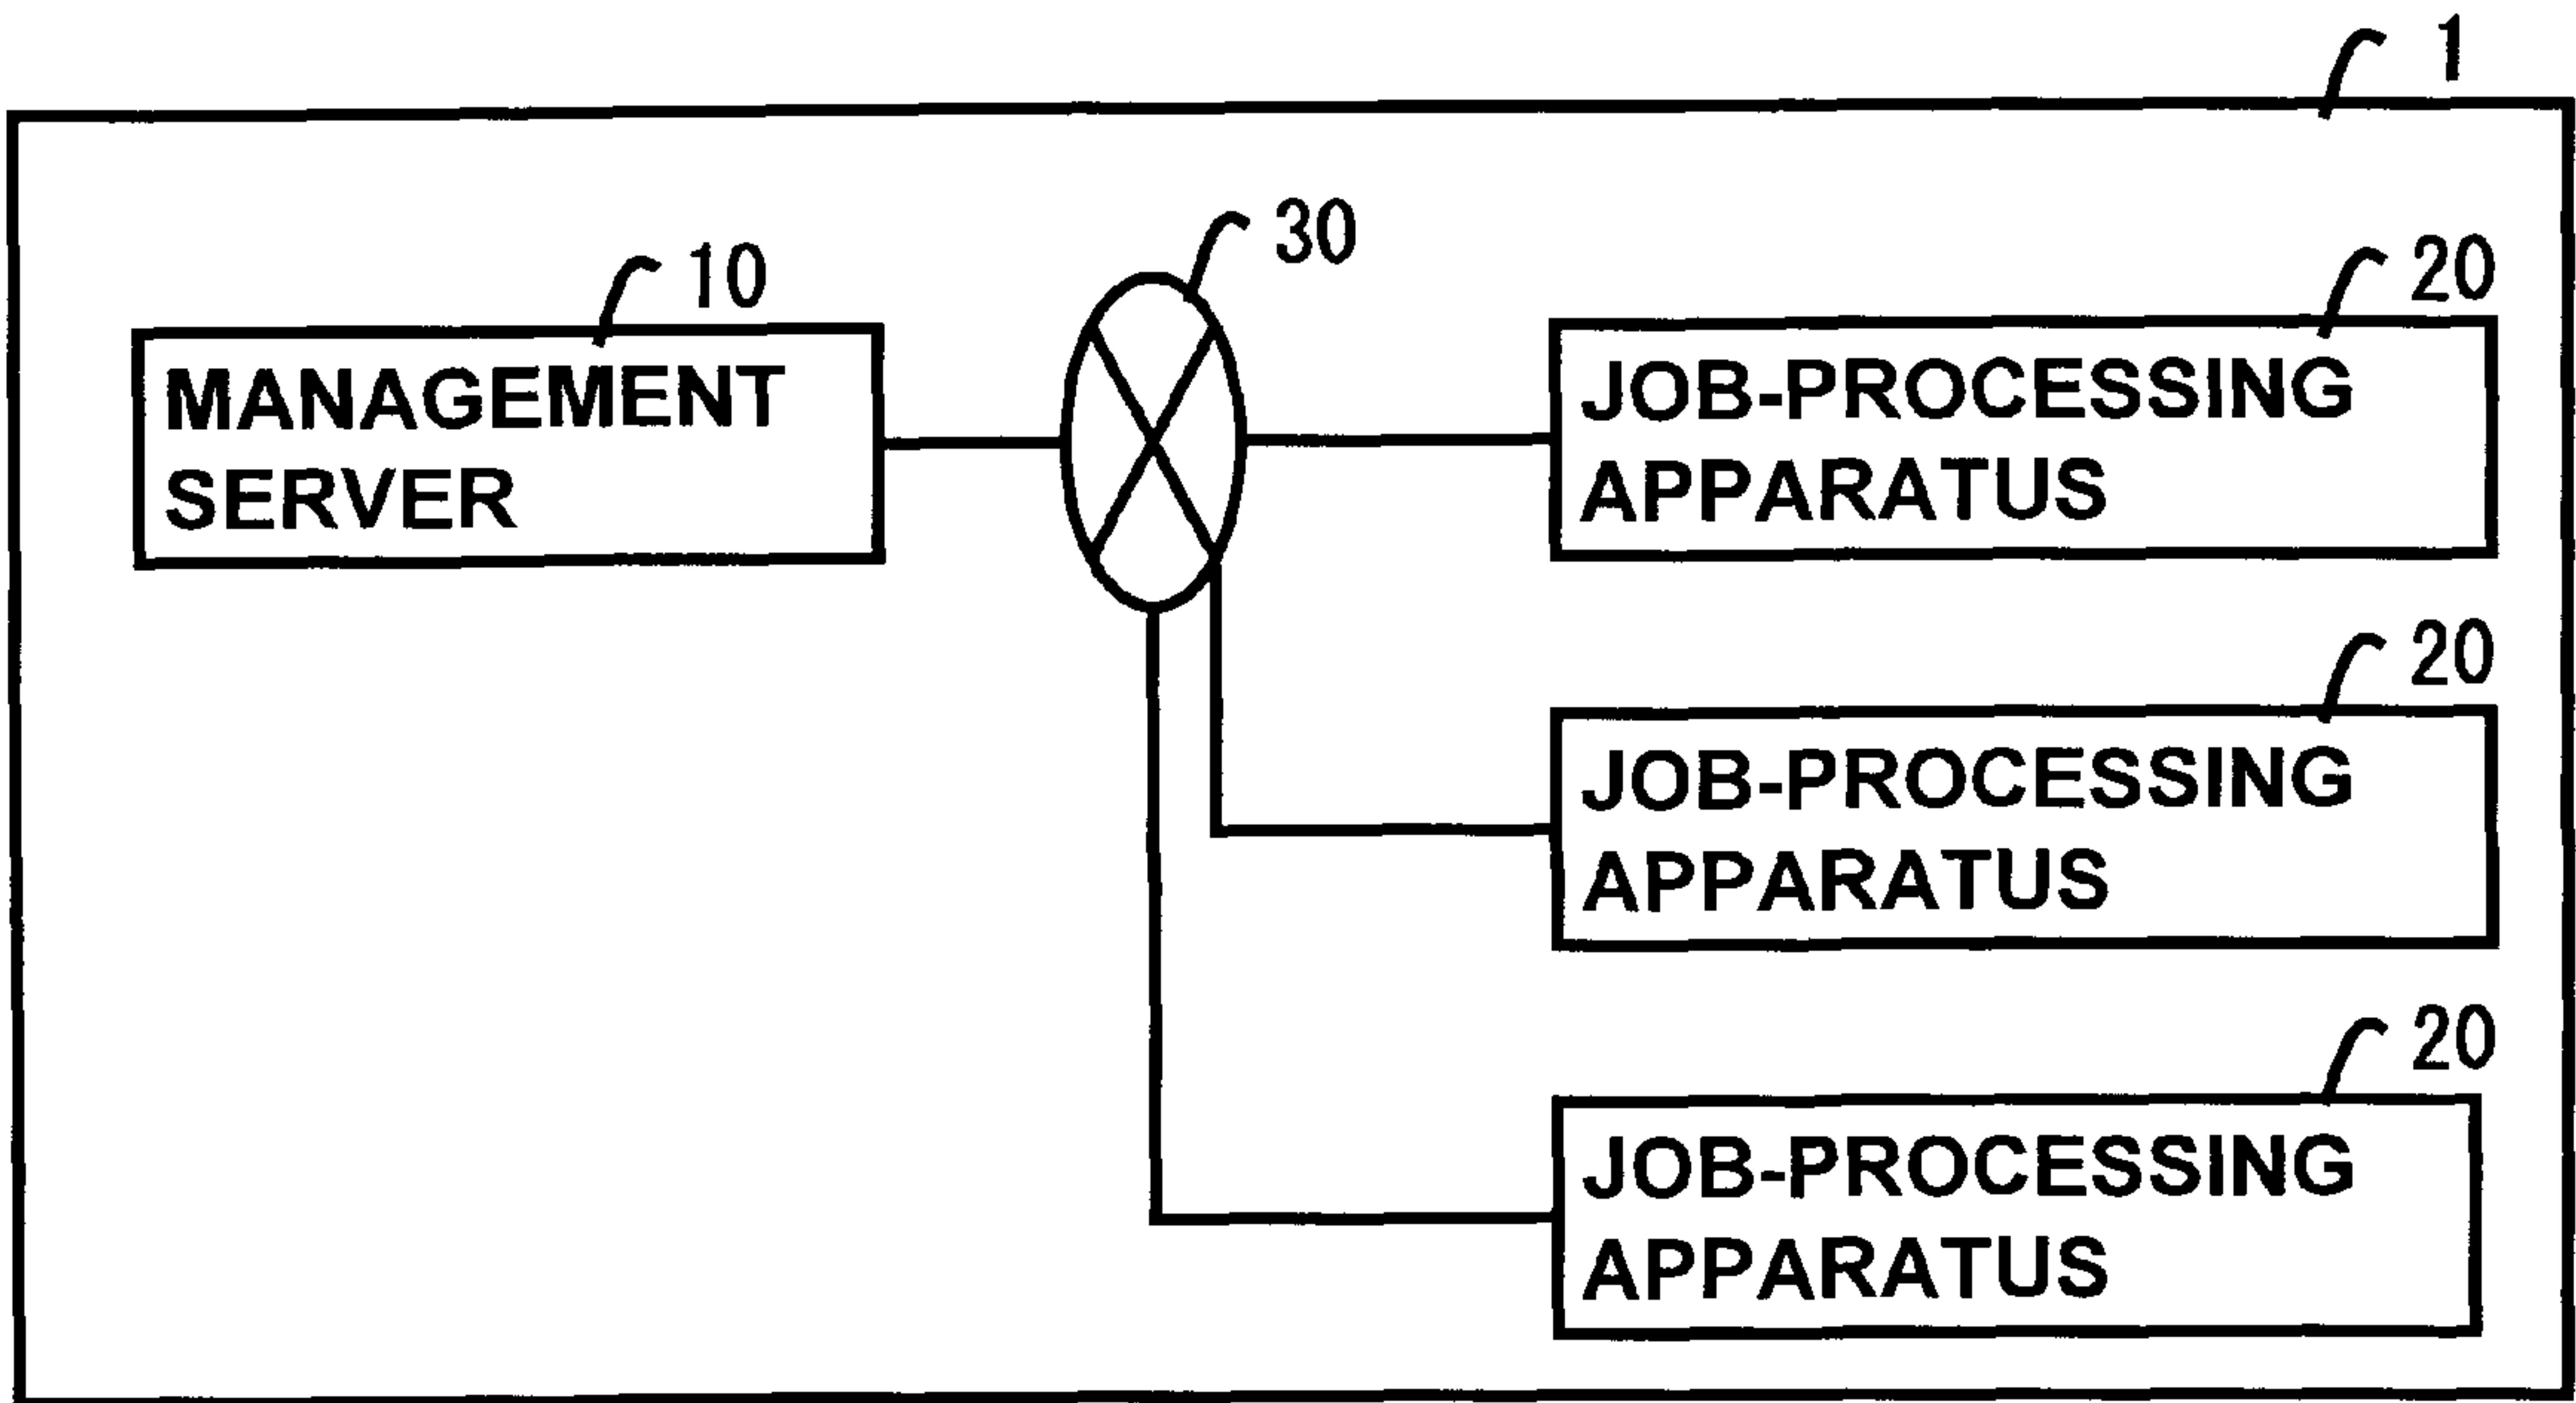 1
30
10
20
MANAGEMENT
SERVER
JOB-PROCESSING
APPARATUS
20
JOB-PROCESSING
APPARATUS
20
JOB-PROCESSING
APPARATUS